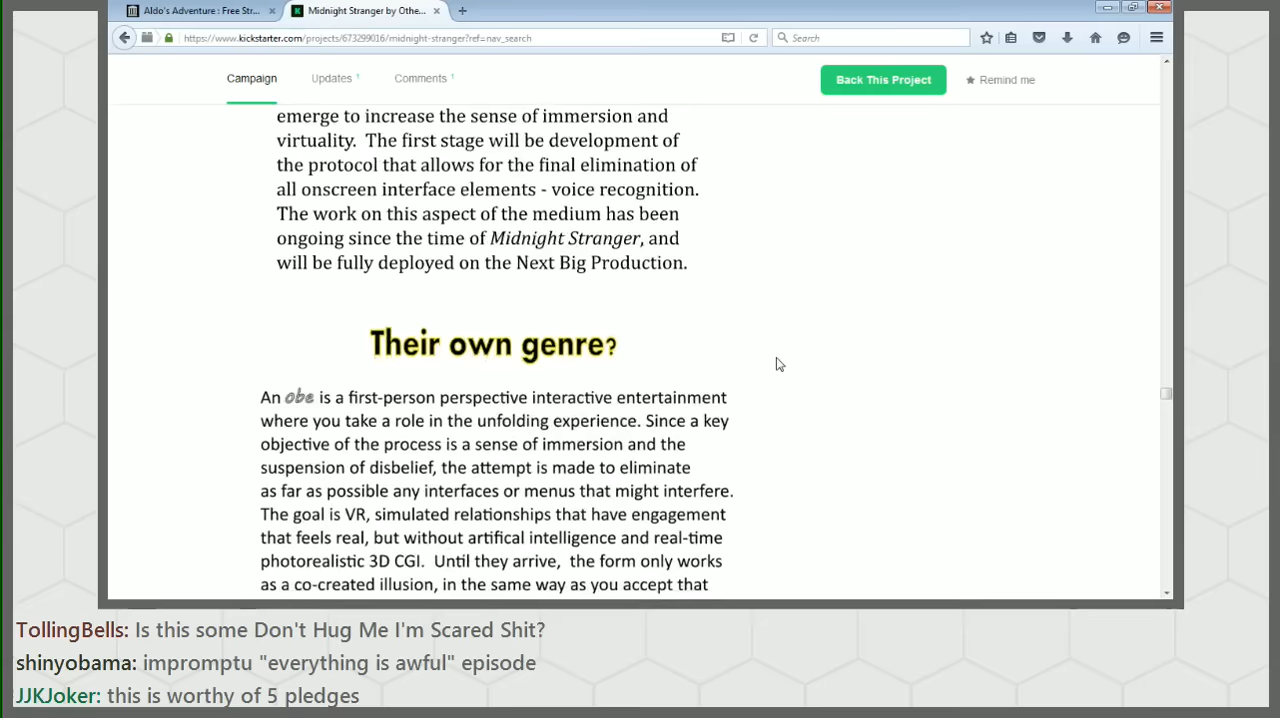 Aldo's Adventure : Free Str...
Midnight Stranger by Othe...
https://www.kickstarter.com/projects/673299016/midnight-stranger?ref=nav_search
Search
Campaign
Updates 1
Comments 1
Back This Project
Remind me
emerge to increase the sense of immersion and
virtuality. The first stage will be development of
the protocol that allows for the final elimination of
all onscreen interface elements - voice recognition.
The work on this aspect of the medium has been
ongoing since the time of Midnight Stranger, and
will be fully deployed on the Next Big Production.
Their own genre?
An obe is a first-person perspective interactive entertainment
where you take a role in the unfolding experience. Since a key
objective of the process is a sense of immersion and the
suspension of disbelief, the attempt is made to eliminate
as far as possible any interfaces or menus that might interfere.
The goal is VR, simulated relationships that have engagement
that feels real, but without artifical intelligence and real-time
photorealistic 3D CGI. Until they arrive, the form only works
as a co-created illusion, in the same way as you accept that
TollingBells: Is this some Don't Hug Me I'm Scared Shit?
shinyobama: impromptu "everything is awful" episode
JJKJoker: this is worthy of 5 pledges